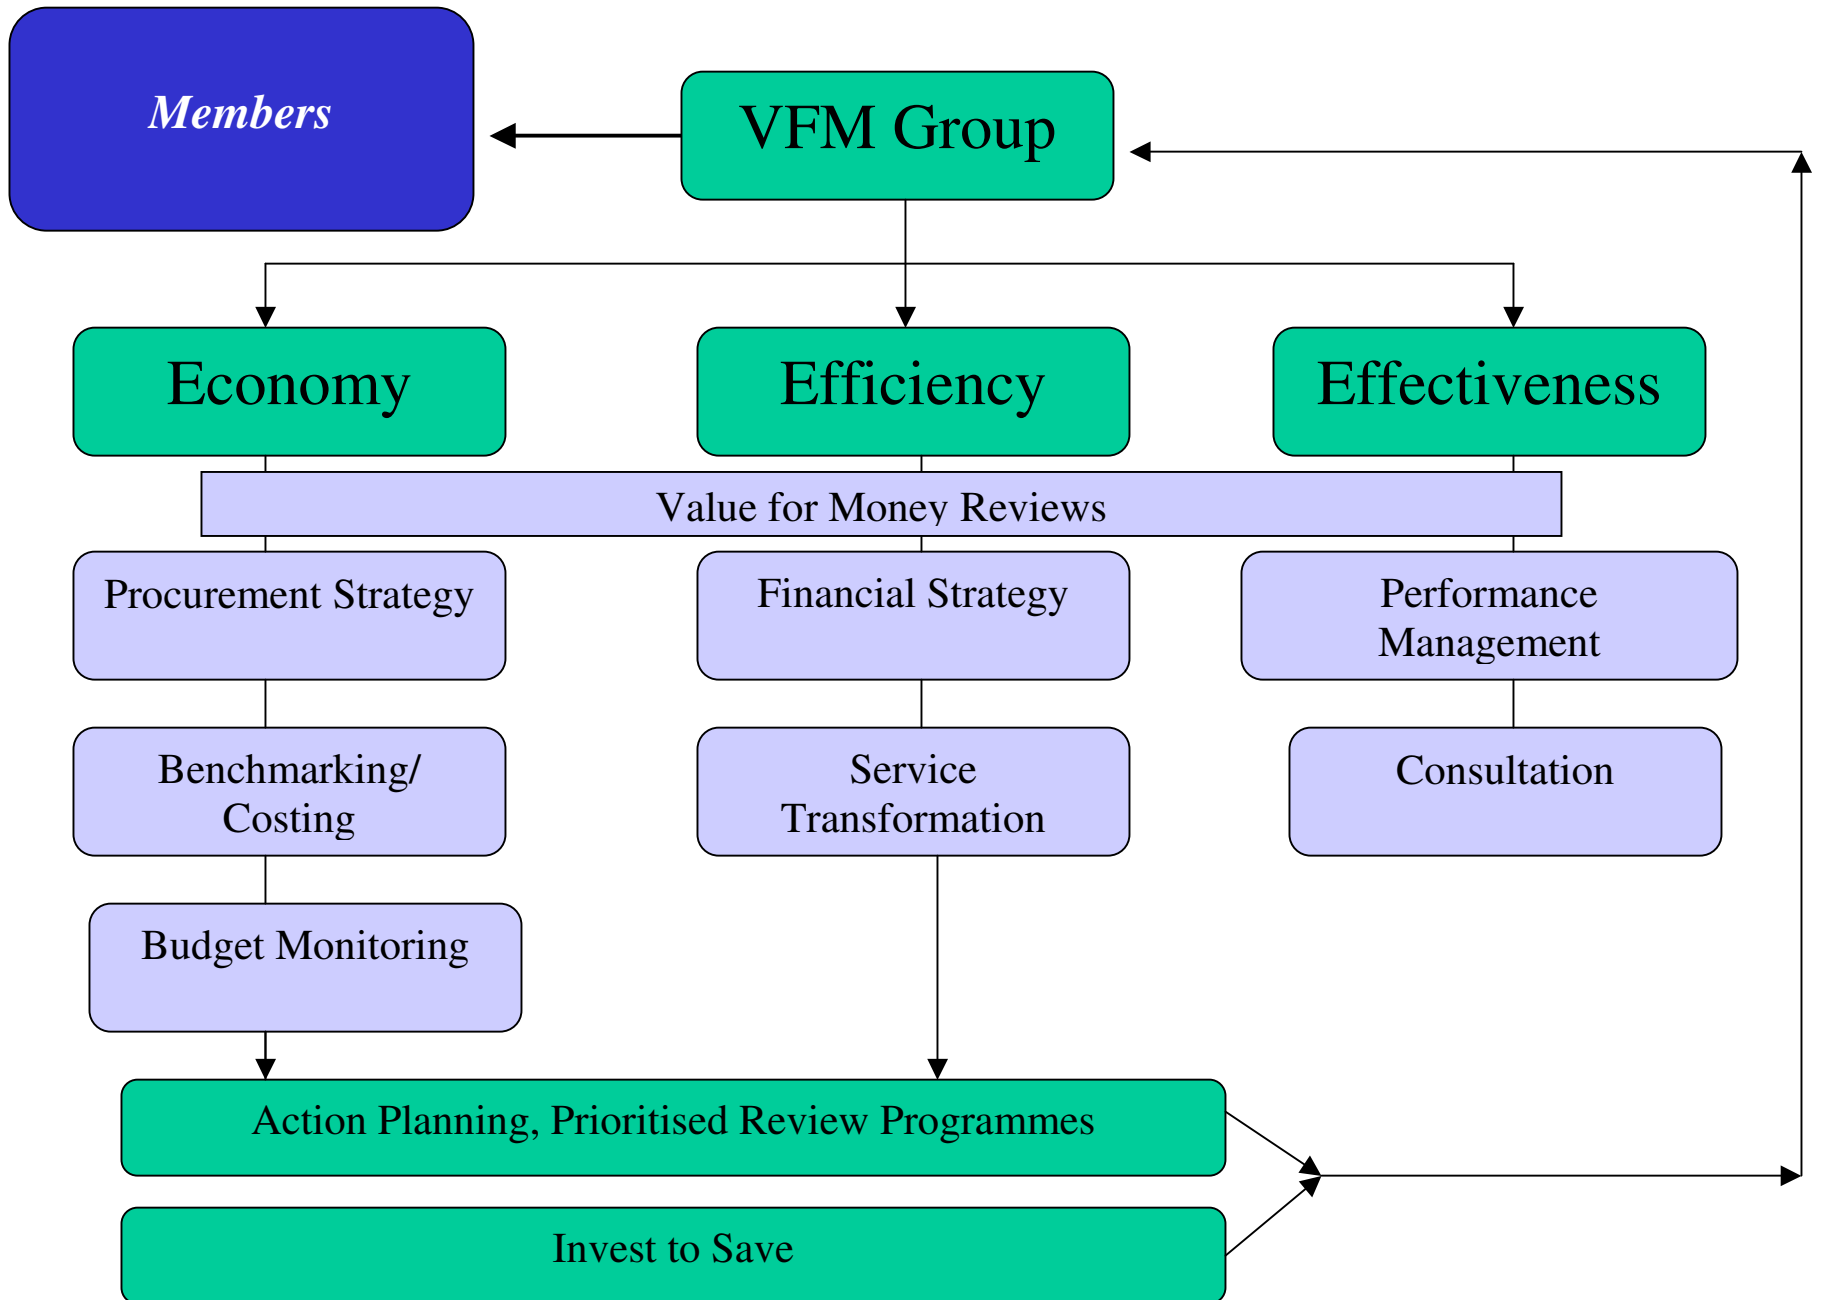 Members
VFM Group
Economy
Efficiency
Effectiveness
Value for Money Reviews
Procurement Strategy
Financial Strategy
Performance
Management
Benchmarking/
Costing
Service
Transformation
Consultation
Budget Monitoring
Action Planning, Prioritised Review Programmes
Invest to Save